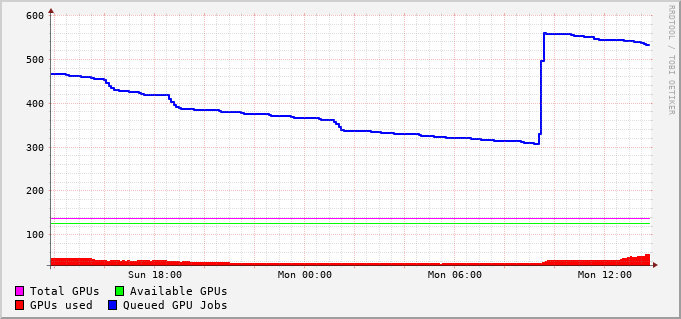 600
500
400
300
200
100
Sun 18:00 Mon 00:00 Mon 06:00 Mon 12:00
Total GPUs Available GPUs
GPUs used Queued GPU Jobs
RRDTOOL / TOBI OETIKER